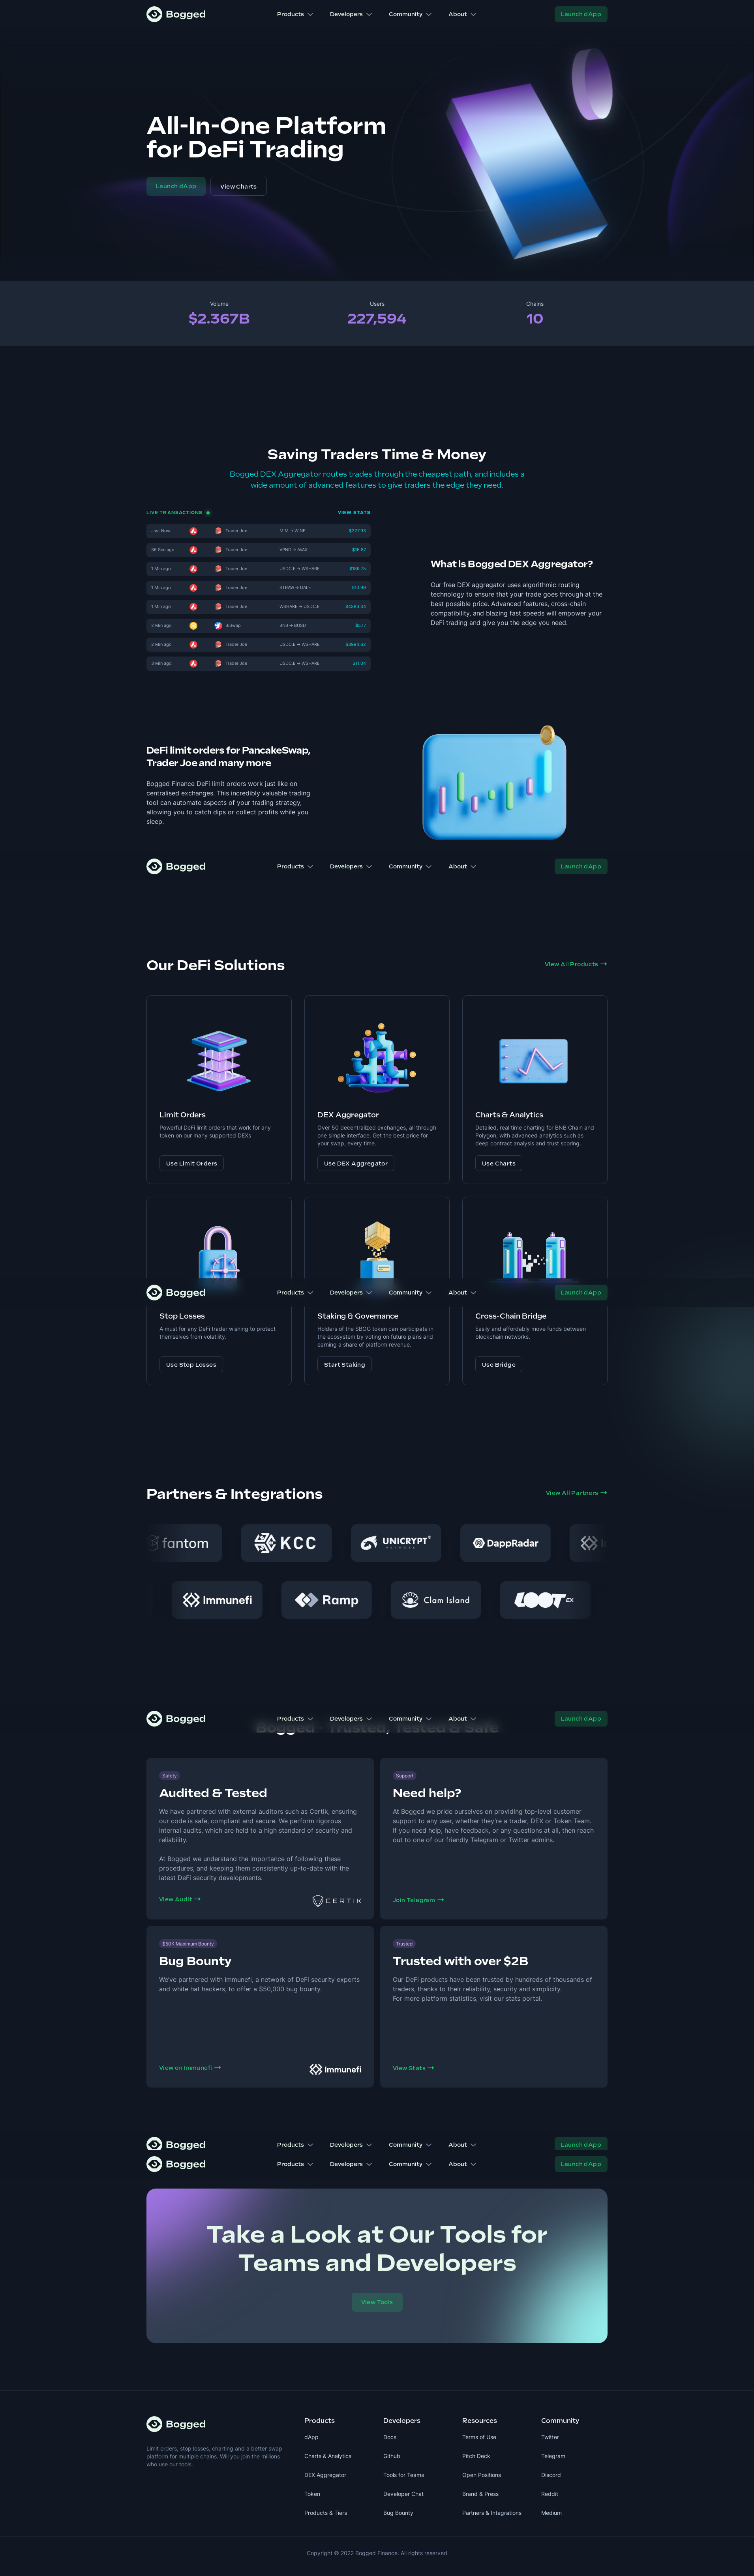 Bogged
Products Developers Community About
Launch dApp
All-In-One Platform
for DeFi Trading
Launch dApp View Charts
Volume Users Chains
$2.367B 227,594 10
Saving Traders Time & Money
Bogged DEX Aggregator routes trades through the cheapest path, and includes a
wide amount of advanced features to give traders the edge they need.
LIVE TRANSACTIONS VIEW STATS
Just Now Trader Joe MIM → WINE
36 Sec ago Trader Joe VPND → AVAX
1 Min ago Trader Joe USDC.E → WSHARE $169.75
1 Min ago Trader Joe
1 Min ago Trader Joe WSHARE → USDC.E $4383.44
2 Min ago BiSwap BNB → BUSD $5.17
2 Min ago Trader Joe USDC.E → WSHARE
3 Min ago Trader Joe USDC.E → WSHARE $11.04
What is Bogged DEX Aggregator?
Our free DEX aggregator uses algorithmic routing
technology to ensure that your trade goes through at the
best possible price. Advanced features, cross-chain
compatibility, and blazing fast speeds will empower your
DeFi trading and give you the edge you need.
DeFi limit orders for PancakeSwap,
Trader Joe and many more
Bogged Finance DeFi limit orders work just like on
centralised exchanges. This incredibly valuable trading
tool can automate aspects of your trading strategy,
allowing you to catch dips or collect profits while you
sleep.
Bogged
Products Developers Community About
Launch dApp
Our DeFi Solutions
View All Products →
Limit Orders
Powerful DeFi limit orders that work for any
token on our many supported DEXs
Use Limit Orders
DEX Aggregator
Over 50 decentralized exchanges, all through
one simple interface. Get the best price for
your swap, every time.
Use DEX Aggregator
Charts & Analytics
Detailed, real time charting for BNB Chain and
Polygon, with advanced analytics such as
deep contract analysis and trust scoring.
Use Charts
Bogged
Products Developers Community About
Launch dApp
Stop Losses
A must for any DeFi trader wishing to protect
themselves from volatility.
Use Stop Losses
Staking & Governance
Holders of the $BOG token can participate in
the ecosystem by voting on future plans and
earning a share of platform revenue.
Start Staking
Cross-Chain Bridge
Easily and affordably move funds between
blockchain networks.
Use Bridge
Partners & Integrations
View All Partners →
fantom KCC UNICRYPT NETWORK DappRadar
Immunefi Ramp Clam Island LOOT EX
Bogged
Products Developers Community About
Launch dApp
Bogged - Trusted, Tested & Safe
Safety
Audited & Tested
We have partnered with external auditors such as Certik, ensuring
our code is safe, compliant and secure. We perform rigorous
internal audits, which are held to a high standard of security and
reliability.
At Bogged we understand the importance of following these
procedures, and keeping them consistently up-to-date with the
latest DeFi security developments.
View Audit →
CERTIK
Support
Need help?
At Bogged we pride ourselves on providing top-level customer
support to any user, whether they're a trader, DEX or Token Team.
If you need help, have feedback, or any questions at all, then reach
out to one of our friendly Telegram or Twitter admins.
Join Telegram →
$50K Maximum Bounty
Bug Bounty
We've partnered with Immunefi, a network of DeFi security experts
and white hat hackers, to offer a $50,000 bug bounty.
View on Immunefi →
Immunefi
Trusted
Trusted with over $2B
Our DeFi products have been trusted by hundreds of thousands of
traders, thanks to their reliability, security and simplicity.
For more platform statistics, visit our stats portal.
View Stats →
Bogged
Products Developers Community About
Launch dApp
Bogged
Products Developers Community About
Launch dApp
Take a Look at Our Tools for
Teams and Developers
View Tools
Bogged
Limit orders, stop losses, charting and a better swap
platform for multiple chains. Will you join the millions
who use our tools.
Products
dApp
Charts & Analytics
DEX Aggregator
Token
Products & Tiers
Developers
Docs
Github
Tools for Teams
Developer Chat
Bug Bounty
Resources
Terms of Use
Pitch Deck
Open Positions
Brand & Press
Partners & Integrations
Community
Twitter
Telegram
Discord
Reddit
Medium
Copyright © 2022 Bogged Finance. All rights reserved